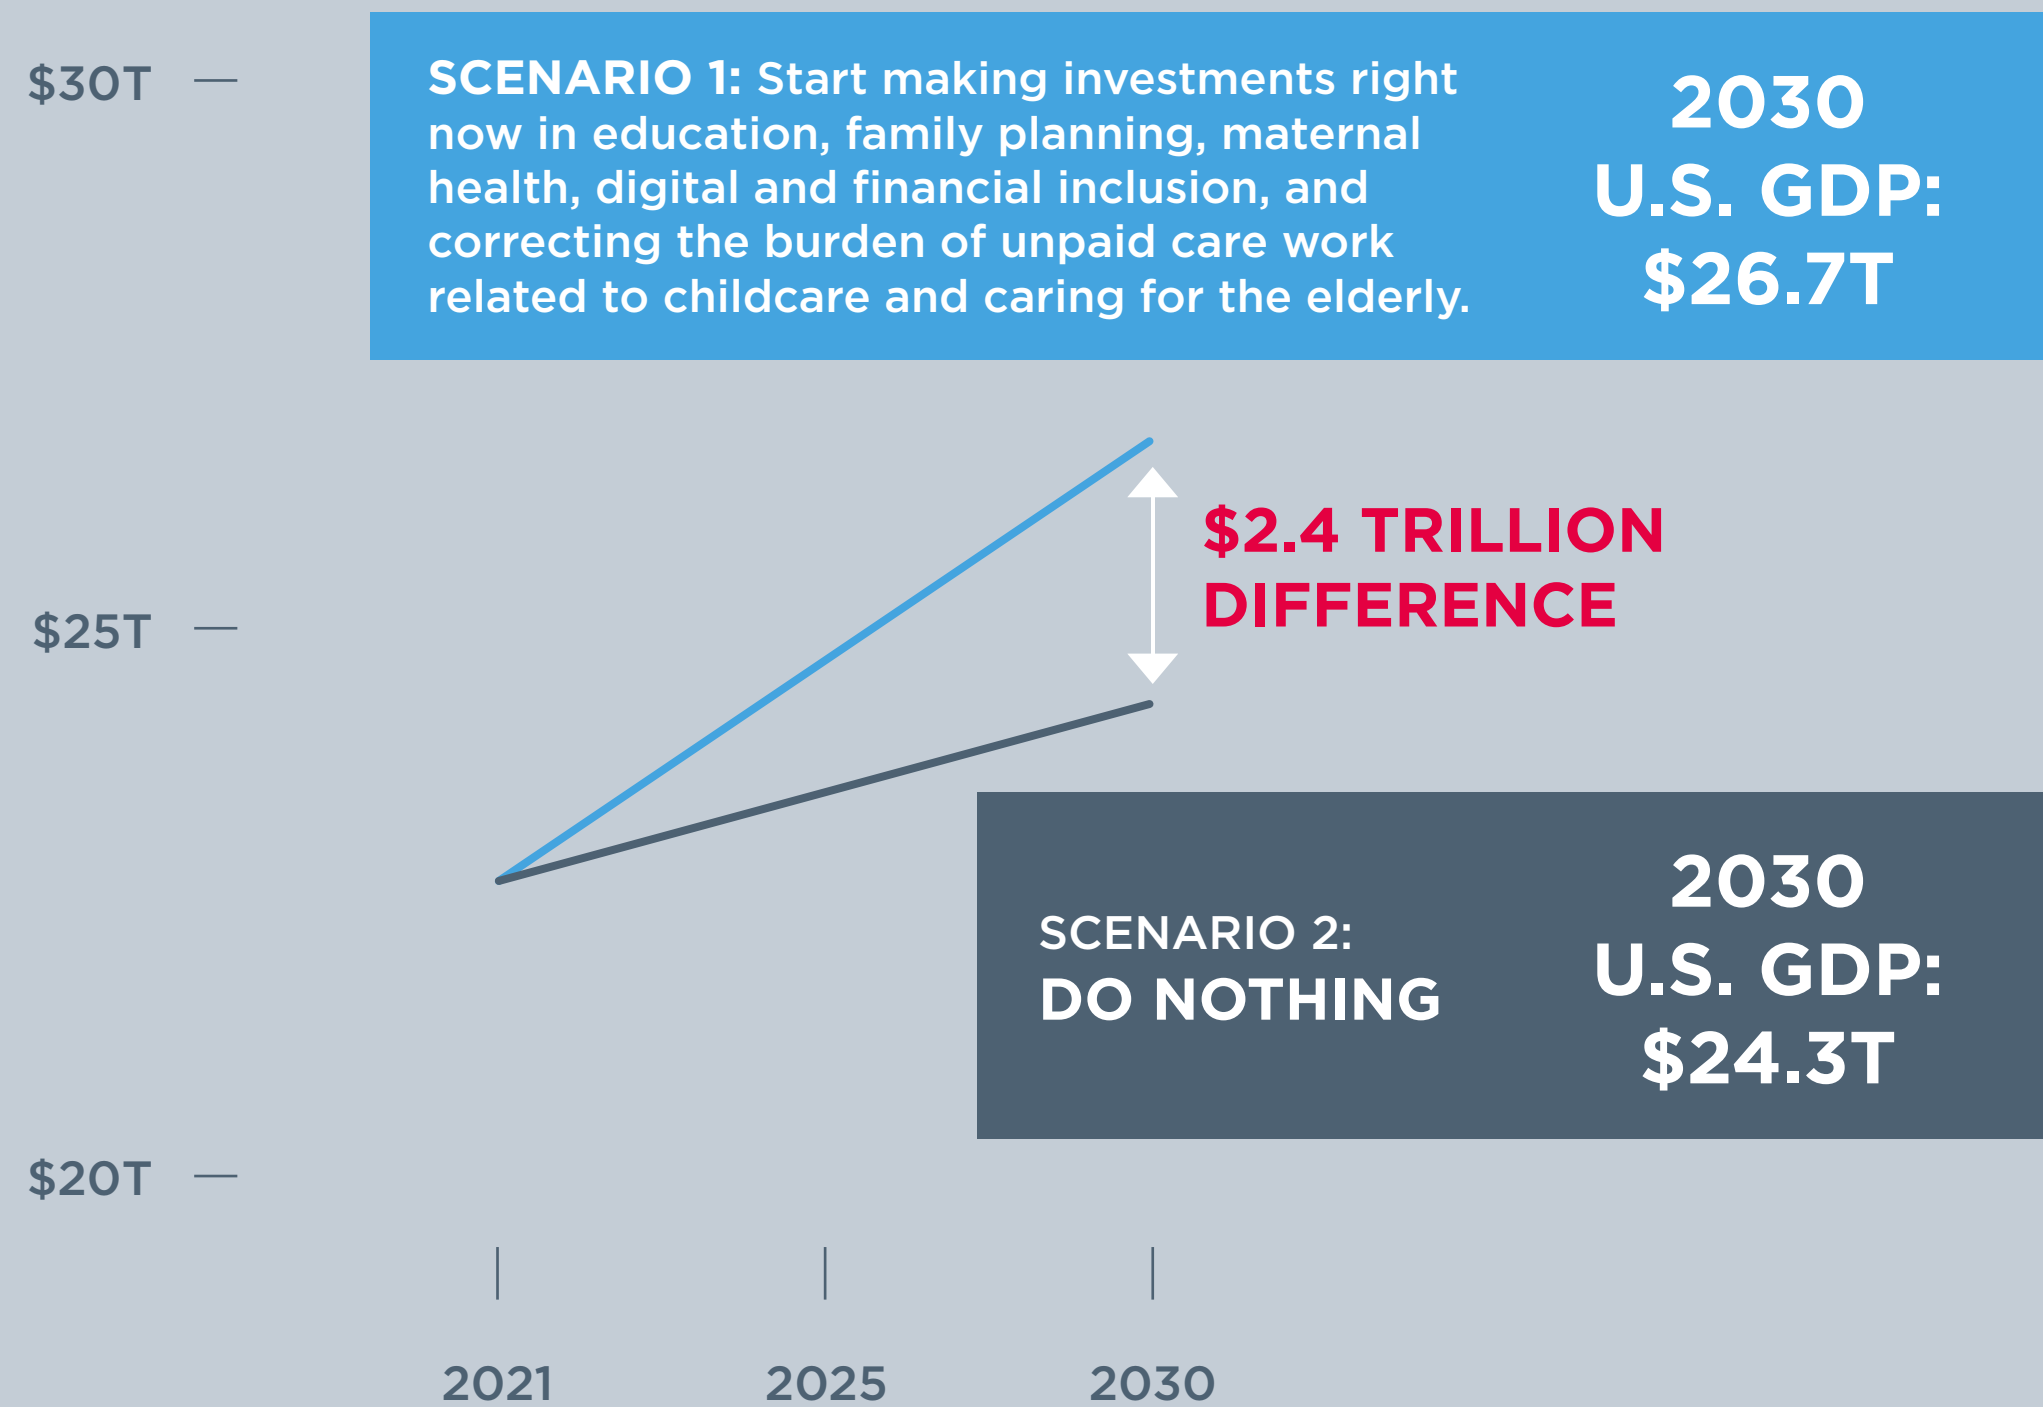 $30T
SCENARIO 1: Start making investments right
now in education, family planning, maternal
health, digital and financial inclusion, and
correcting the burden of unpaid care work
related to childcare and caring for the elderly.
2030
U.S. GDP:
$26.7T
$2.4 TRILLION
DIFFERENCE
$25T
SCENARIO 2:
DO NOTHING
2030
U.S. GDP:
$24.3T
$20T
2021
2025
2030